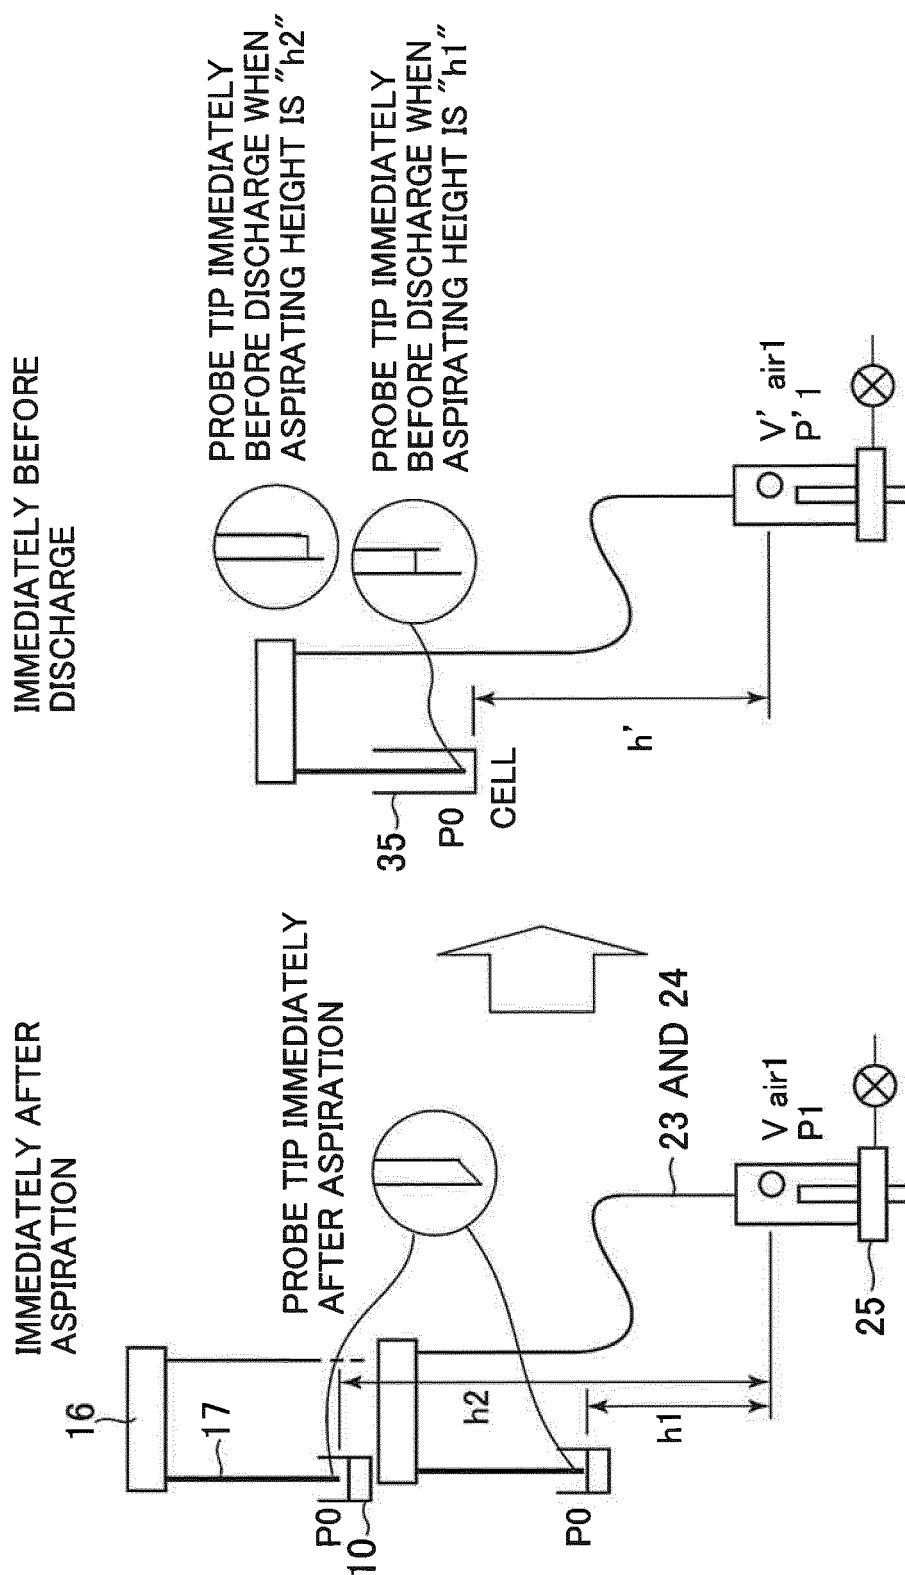 IMMEDIATELY AFTER
ASPIRATION
16
17
P0
10
PROBE TIP IMMEDIATELY
AFTER ASPIRATION
h2
h1
P0
23 AND 24
V air1
P1
25
IMMEDIATELY BEFORE
DISCHARGE
PROBE TIP IMMEDIATELY
BEFORE DISCHARGE WHEN
ASPIRATING HEIGHT IS "h2"
PROBE TIP IMMEDIATELY
BEFORE DISCHARGE WHEN
ASPIRATING HEIGHT IS "h1"
35
P0
CELL
h'
V' air1
P' 1